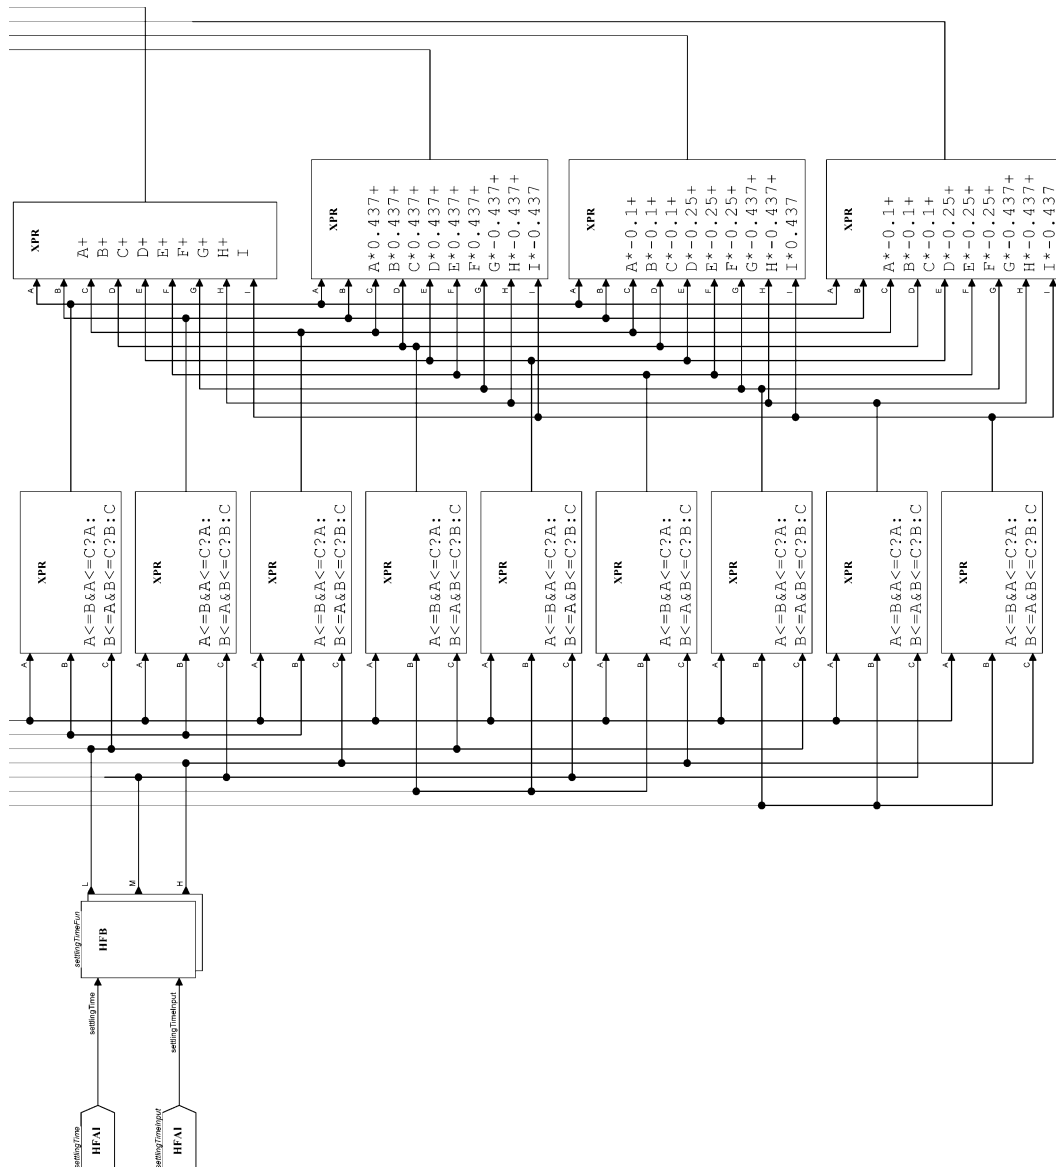 XPR
A+
B+
C+
D+
E+
F+
G+
H+
I
A
B
C
D
E
F
G
H
I
XPR
A*0.437+
B*0.437+
C*0.437+
D*0.437+
E*0.437+
F*0.437+
G*-0.437+
H*-0.437+
I*-0.437
A
B
C
D
E
F
G
H
I
XPR
A*-0.1+
B*-0.1+
C*-0.1+
D*-0.25+
E*-0.25+
F*-0.25+
G*-0.437+
H*-0.437+
I*0.437
A
B
C
D
E
F
G
H
I
XPR
A*-0.1+
B*-0.1+
C*-0.1+
D*-0.25+
E*-0.25+
F*-0.25+
G*-0.437+
H*-0.437+
I*-0.437
A
B
C
D
E
F
G
H
I
XPR
A<=B&A<=C?A:
B<=A&B<=C?B:C
A
B
C
XPR
A<=B&A<=C?A:
B<=A&B<=C?B:C
A
B
C
XPR
A<=B&A<=C?A:
B<=A&B<=C?B:C
A
B
C
XPR
A<=B&A<=C?A:
B<=A&B<=C?B:C
A
B
C
XPR
A<=B&A<=C?A:
B<=A&B<=C?B:C
A
B
C
XPR
A<=B&A<=C?A:
B<=A&B<=C?B:C
A
B
C
XPR
A<=B&A<=C?A:
B<=A&B<=C?B:C
A
B
C
XPR
A<=B&A<=C?A:
B<=A&B<=C?B:C
A
B
C
XPR
A<=B&A<=C?A:
B<=A&B<=C?B:C
A
B
C
L
M
H
settlingTimeFun
HFB
settlingTime
settlingTimeInput
settlingTime
HFAI
settlingTimeInput
HFAI